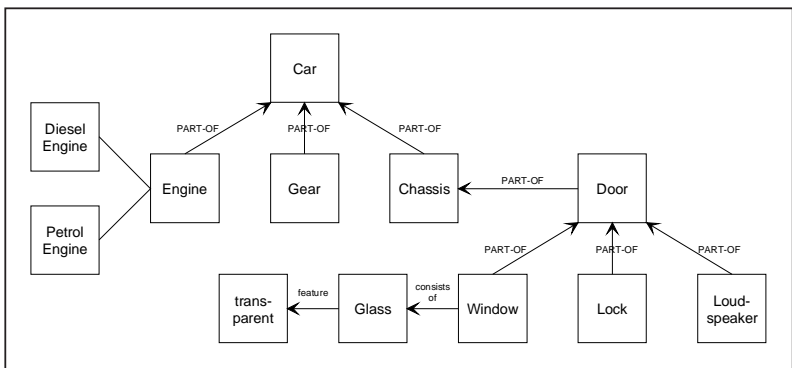 Car
Diesel
Engine
PART-OF
PART-OF
PART-OF
Engine
Gear
Chassis
PART-OF
Door
Petrol
Engine
PART-OF
PART-OF
PART-OF
trans-
parent
feature
Glass
consists
of
Window
Lock
Loud-
speaker